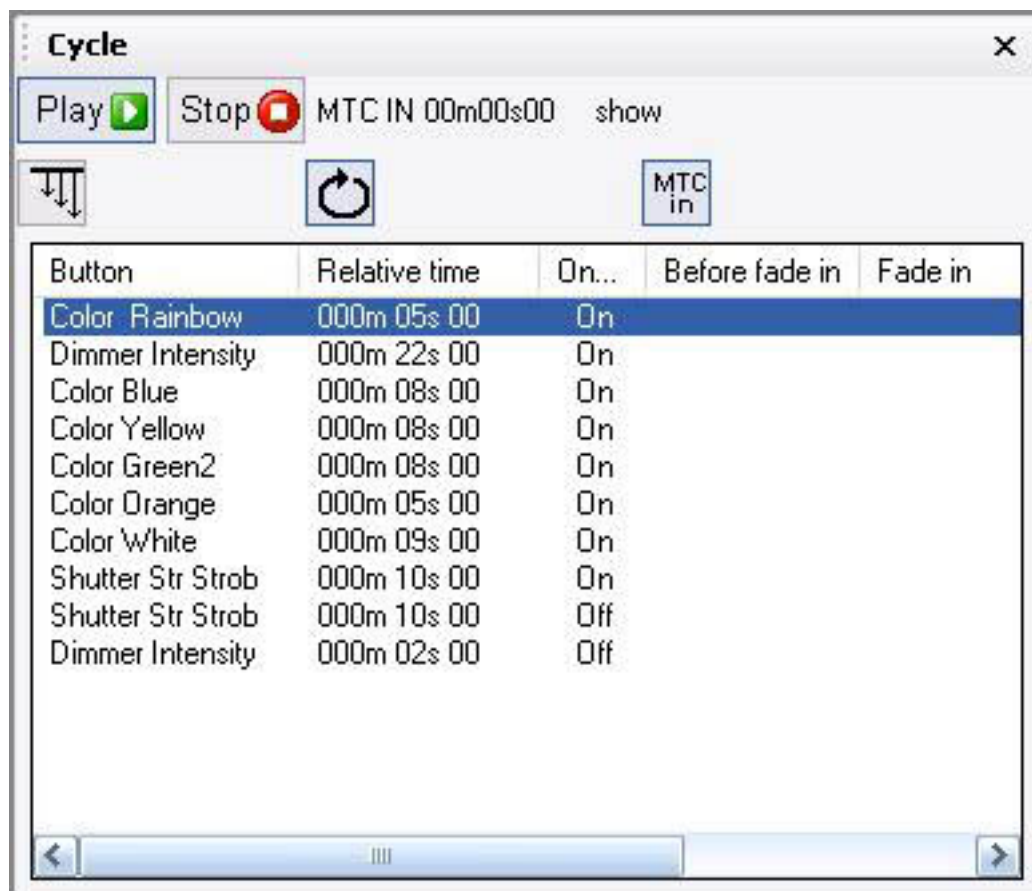 Cycle
Play Stop MTC IN 00m00s00 show
MTC in
Button Relative time On... Before fade in Fade in
Color Rainbow 000m 05s 00 On
Dimmer Intensity 000m 22s 00 On
Color Blue 000m 08s 00 On
Color Yellow 000m 08s 00 On
Color Green2 000m 08s 00 On
Color Orange 000m 05s 00 On
Color White 000m 09s 00 On
Shutter Str Strob 000m 10s 00 On
Shutter Str Strob 000m 10s 00 Off
Dimmer Intensity 000m 02s 00 Off